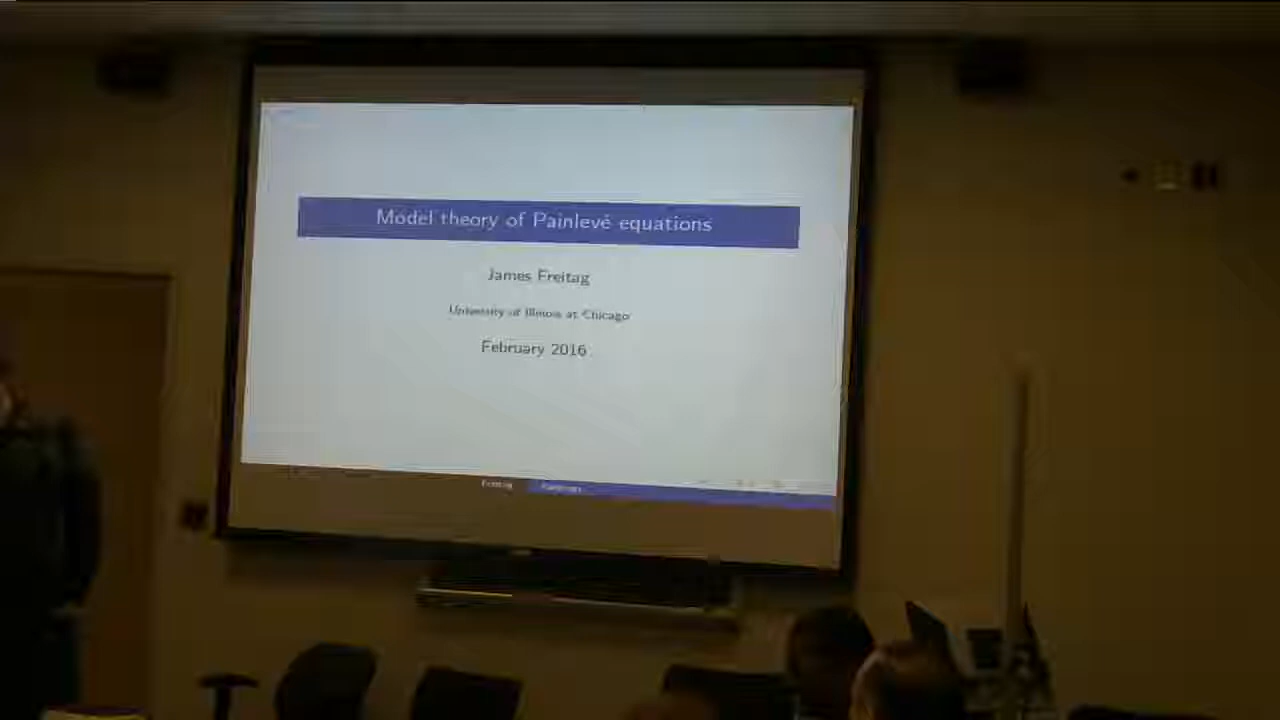 Model theory of Painlevé equations
James Freitag
University of Illinois at Chicago
February 2016
Freitag